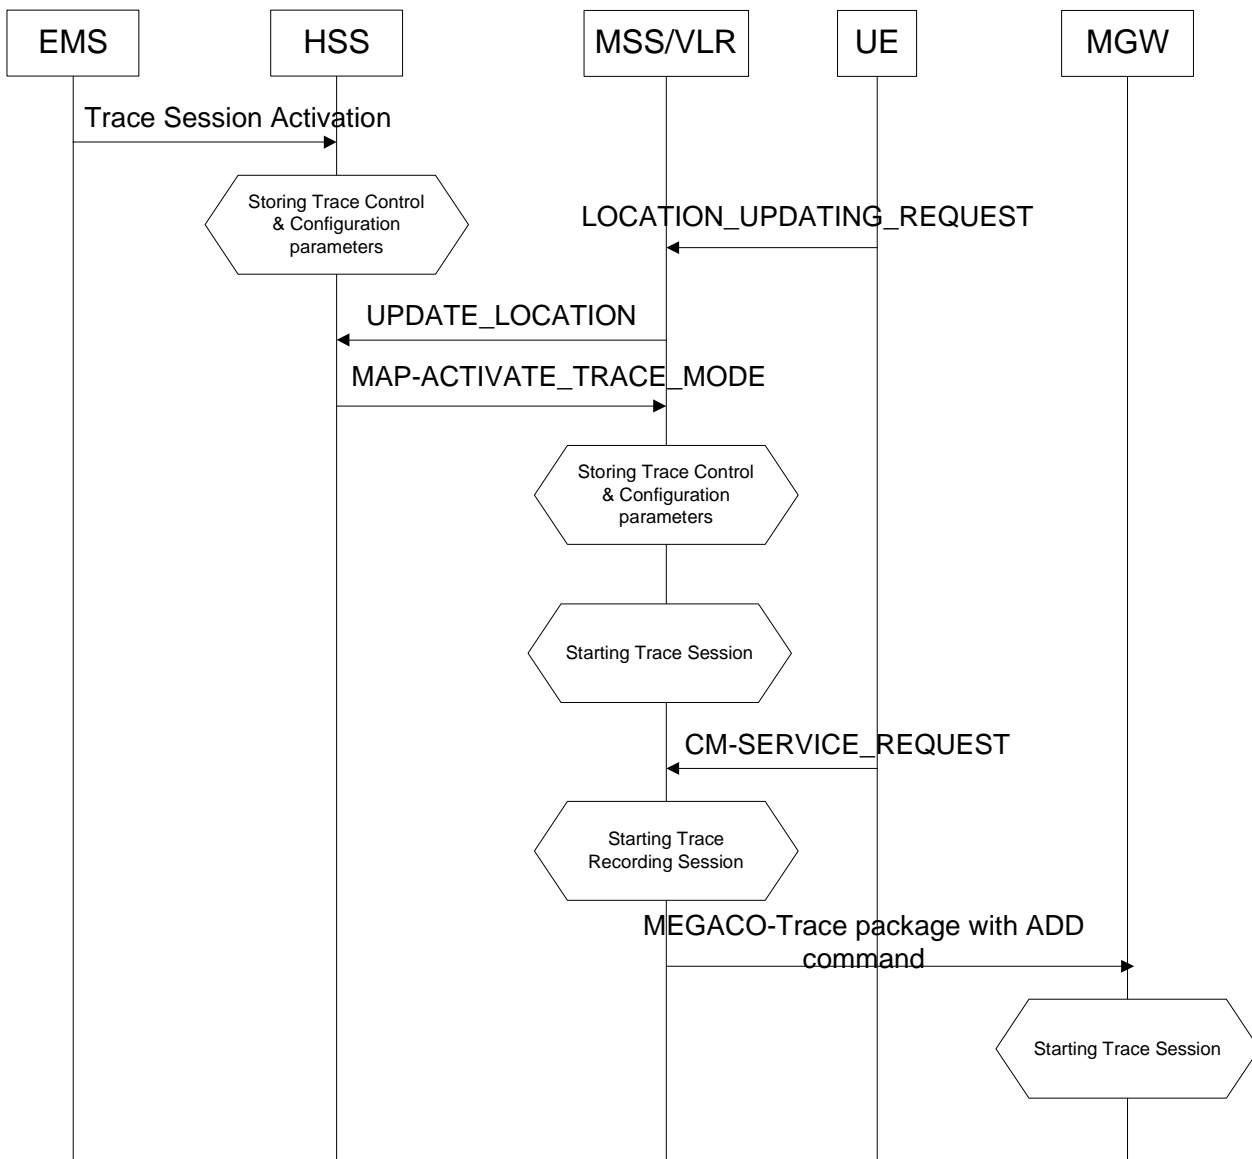 EMS
HSS
MSS/VLR
UE
MGW
Trace Session Activation
Storing Trace Control
& Configuration
parameters
LOCATION_UPDATING_REQUEST
UPDATE_LOCATION
MAP-ACTIVATE_TRACE_MODE
Storing Trace Control
& Configuration
parameters
Starting Trace Session
CM-SERVICE_REQUEST
Starting Trace
Recording Session
MEGACO-Trace package with ADD
command
Starting Trace Session